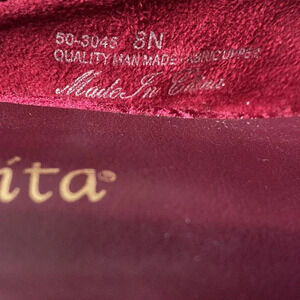 50-3045 8N
QUALITY MAN MADE FABRIC UPPER
Made In China
ita®